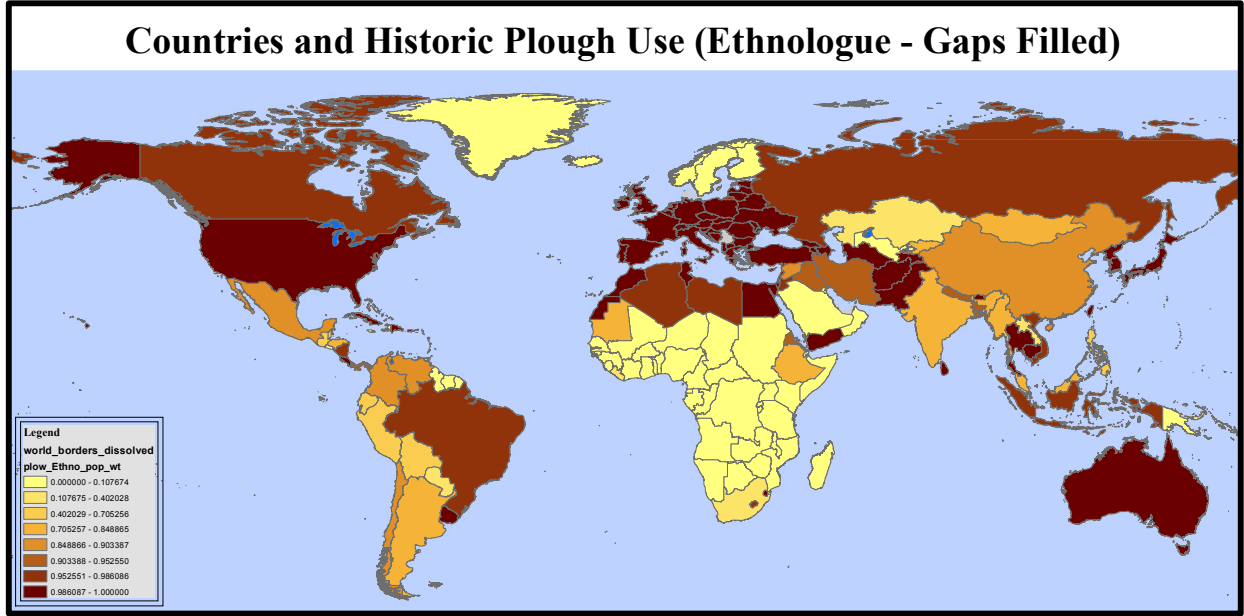 Countries and Historic Plough Use (Ethnologue - Gaps Filled)
Legend
world_borders_dissolved
plow_Ethno_pop_wt
0.000000 - 0.107674
0.107675 - 0.402028
0.402029 - 0.705256
0.705257 - 0.848865
0.848866 - 0.903387
0.903388 - 0.952550
0.952551 - 0.986086
0.986087 - 1.000000